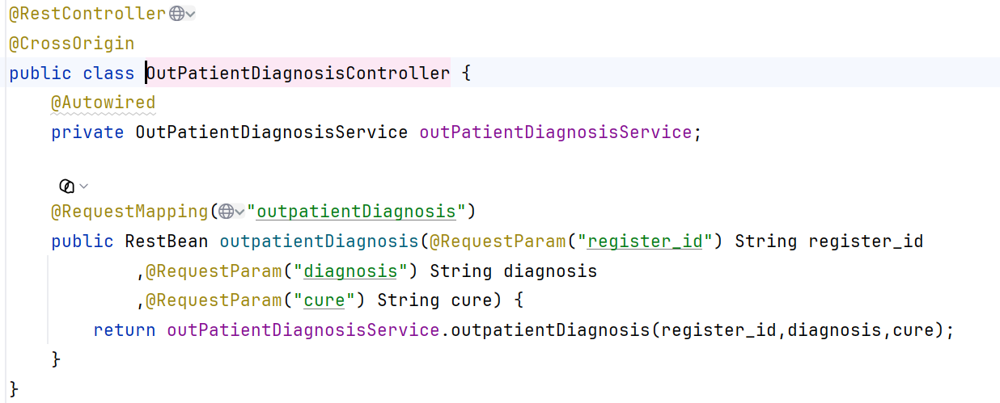 @RestController
@CrossOrigin
public class OutPatientDiagnosisController {
@Autowired
private OutPatientDiagnosisService outPatientDiagnosisService;
@RequestMapping("outpatientDiagnosis")
public RestBean outpatientDiagnosis(@RequestParam("register_id") String register_id
,@RequestParam("diagnosis") String diagnosis
,@RequestParam("cure") String cure) {
return outPatientDiagnosisService.outpatientDiagnosis(register_id,diagnosis,cure);
}
}